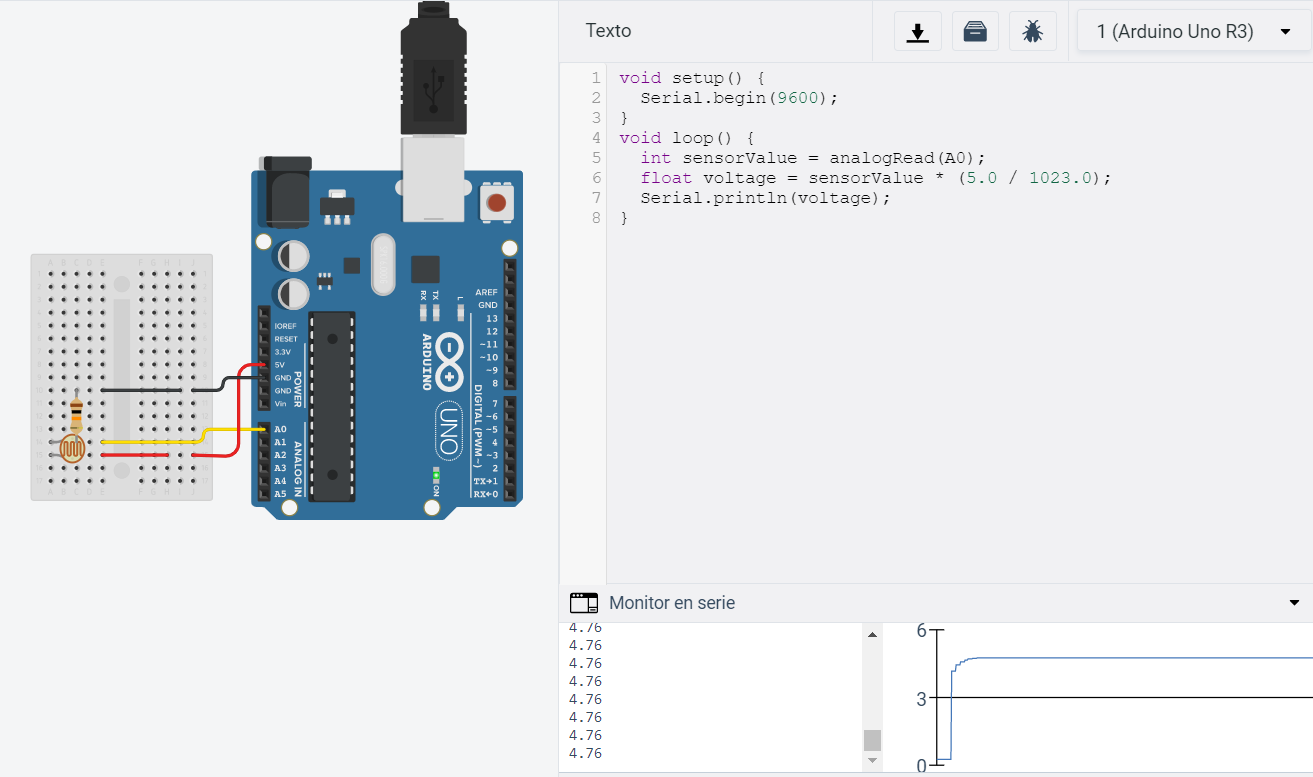 Texto
1 (Arduino Uno R3)
1 void setup() {
2 Serial.begin(9600);
3 }
4 void loop() {
5 int sensorValue = analogRead(A0);
6 float voltage = sensorValue * (5.0 / 1023.0);
7 Serial.println(voltage);
8 }
Monitor en serie
4.76
4.76
4.76
4.76
4.76
4.76
4.76
4.76
6
3
0
IOREF
RESET
3.3V
5V
GND
GND
Vin
POWER
A0
A1
A2
A3
A4
A5
ANALOG IN
RX
TX
L
ARDUINO
UNO
ON
AREF
GND
13
12
~11
~10
~9
8
7
~6
~5
4
~3
2
TX→1
RX←0
DIGITAL (PWM~)